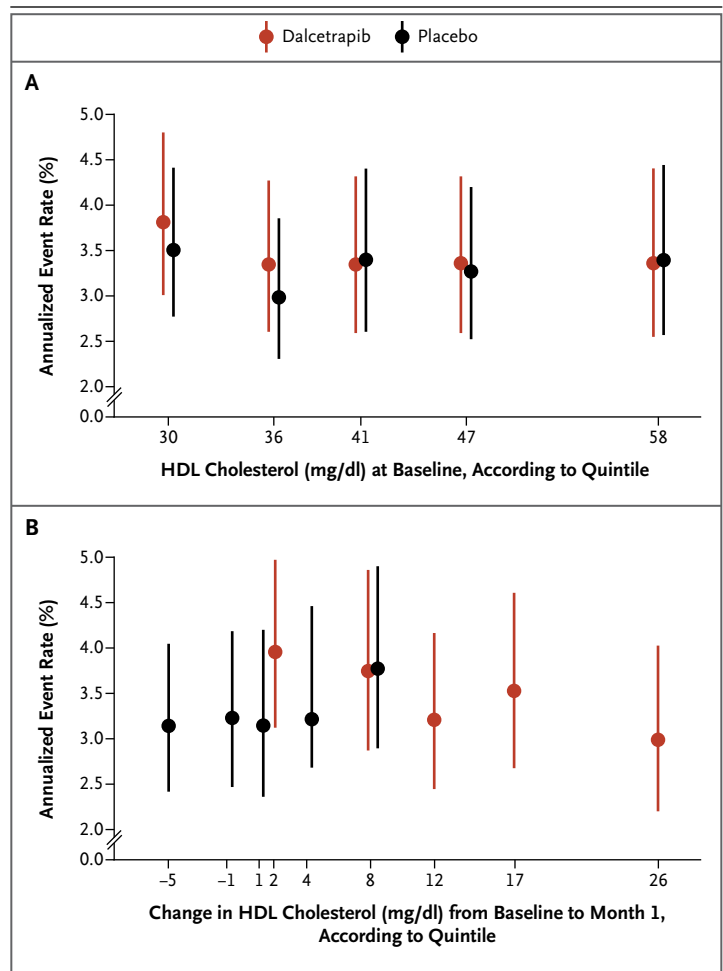 Dalcetrapib Placebo
A
5.0
4.5
4.0
3.5
3.0
2.5
2.0
0.0
Annualized Event Rate (%)
30 36 41 47 58
HDL Cholesterol (mg/dl) at Baseline, According to Quintile
B
5.0
4.5
4.0
3.5
3.0
2.5
2.0
0.0
Annualized Event Rate (%)
−5 −1 1 2 4 8 12 17 26
Change in HDL Cholesterol (mg/dl) from Baseline to Month 1,
According to Quintile